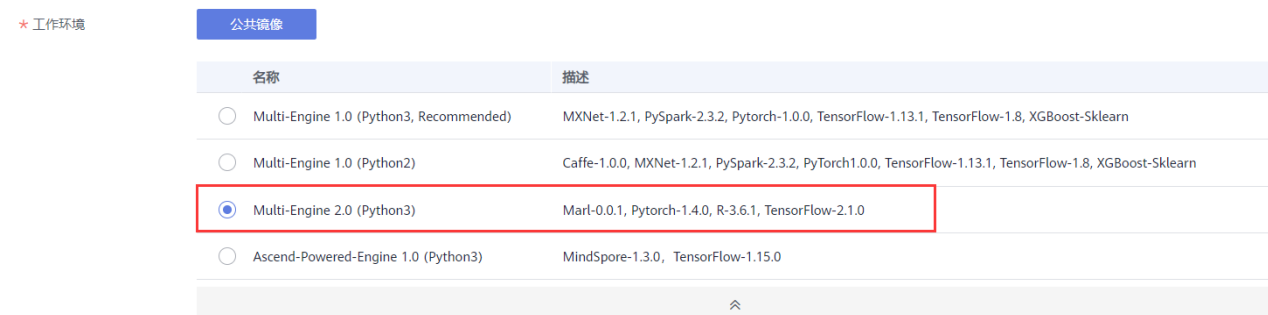 * 工作环境 公共镜像
名称 描述
Multi-Engine 1.0 (Python3, Recommended) MXNet-1.2.1, PySpark-2.3.2, Pytorch-1.0.0, TensorFlow-1.13.1, TensorFlow-1.8, XGBoost-Sklearn
Multi-Engine 1.0 (Python2) Caffe-1.0.0, MXNet-1.2.1, PySpark-2.3.2, PyTorch1.0.0, TensorFlow-1.13.1, TensorFlow-1.8, XGBoost-Sklearn
Multi-Engine 2.0 (Python3) Marl-0.0.1, Pytorch-1.4.0, R-3.6.1, TensorFlow-2.1.0
Ascend-Powered-Engine 1.0 (Python3) MindSpore-1.3.0，TensorFlow-1.15.0